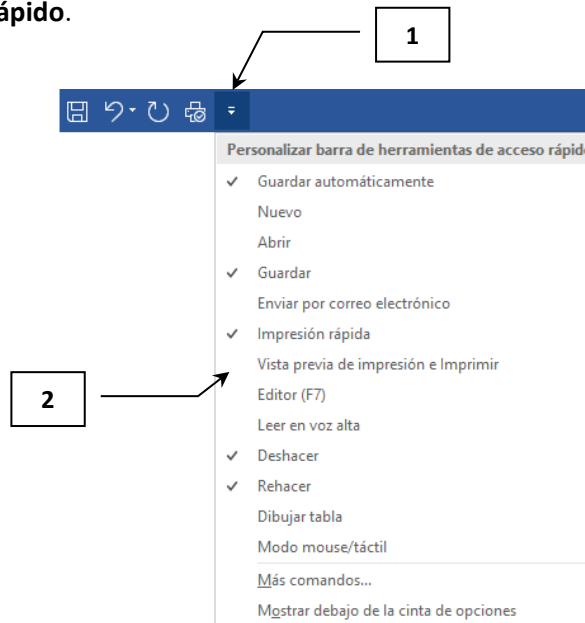 rápido.
1
Personalizar barra de herramientas de acceso rápido
Guardar automáticamente
Nuevo
Abrir
Guardar
Enviar por correo electrónico
Impresión rápida
Vista previa de impresión e Imprimir
2
Editor (F7)
Leer en voz alta
Deshacer
Rehacer
Dibujar tabla
Modo mouse/táctil
Más comandos...
Mostrar debajo de la cinta de opciones